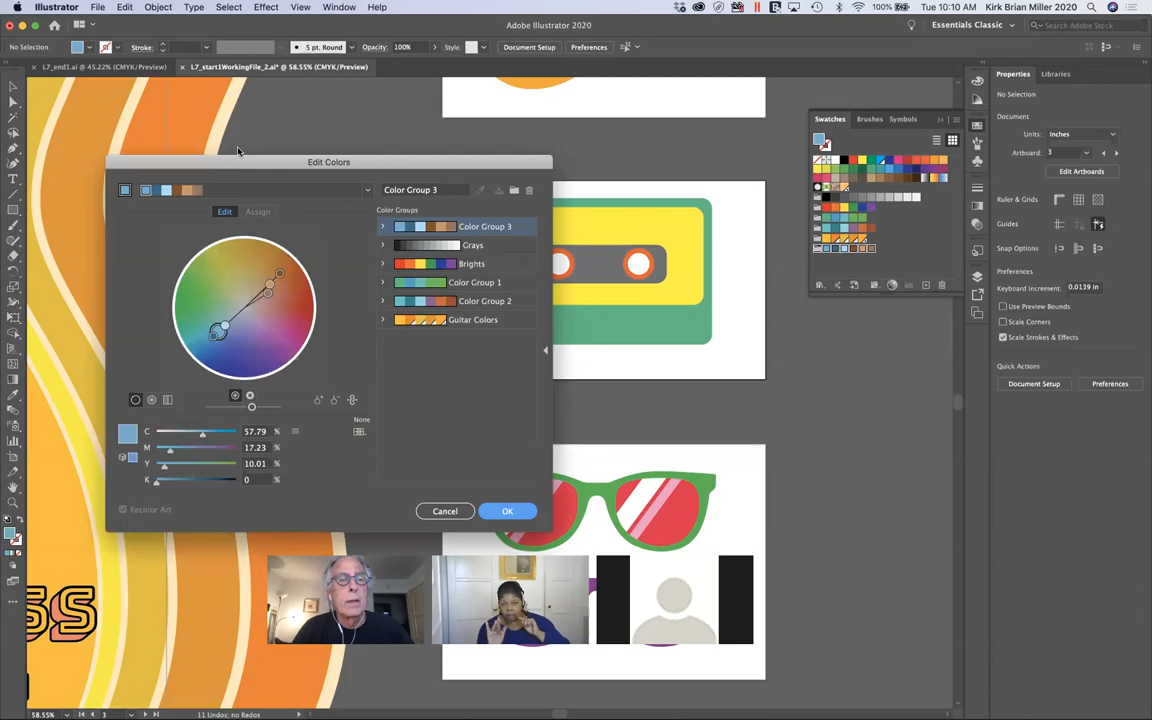 Illustrator File Edit Object Type Select Effect View Window Help
100% Tue 10:10 AM Kirk Brian Miller 2020
Adobe Illustrator 2020
Essentials Classic
Search Adobe Stock
No Selection
Stroke:
5 pt. Round
Opacity: 100%
Style:
Document Setup
Preferences
L7_end1.ai @ 45.22% (CMYK/Preview)
L7_start1WorkingFile_2.ai* @ 58.55% (CMYK/Preview)
Properties
Libraries
No Selection
Document
Units: Inches
Artboard: 3
Edit Artboards
Ruler & Grids
Guides
Snap Options
Preferences
Keyboard Increment: 0.0139 in
Use Preview Bounds
Scale Corners
Scale Strokes & Effects
Quick Actions
Document Setup
Preferences
Swatches
Brushes
Symbols
Edit Colors
Color Group 3
Edit
Assign
Color Groups
Color Group 3
Grays
Brights
Color Group 1
Color Group 2
Guitar Colors
None
C 57.79 %
M 17.23 %
Y 10.01 %
K 0 %
Recolor Art
Cancel
OK
58.55%
3
11 Undos; no Redos